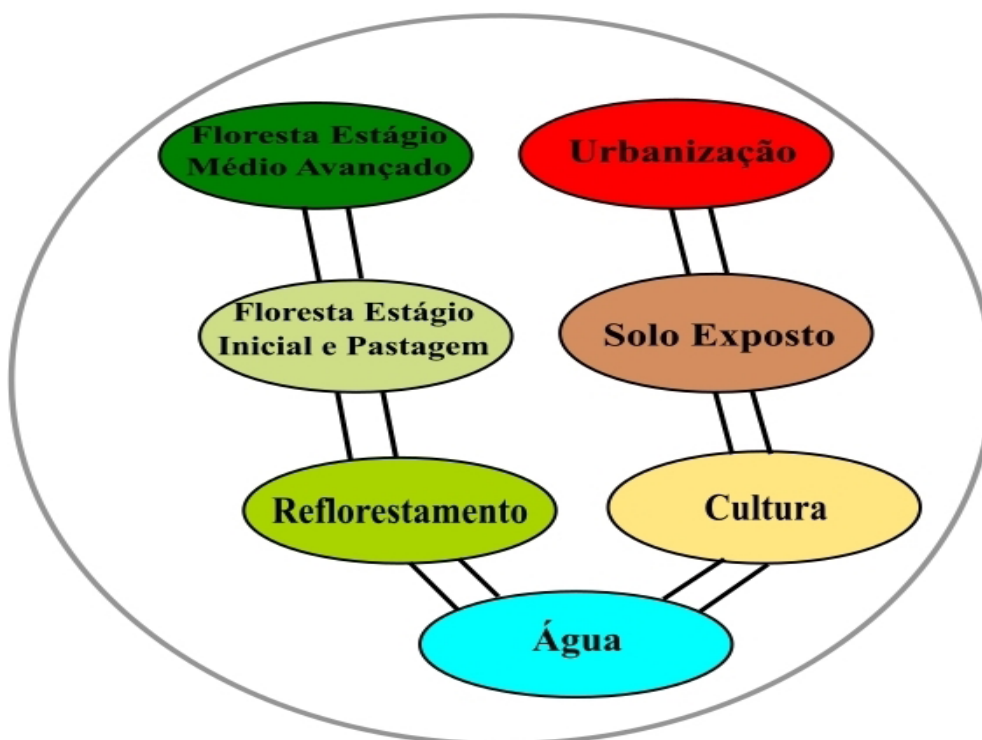 Floresta Estágio
Médio Avançado
Urbanização
Floresta Estágio
Inicial e Pastagem
Solo Exposto
Reflorestamento
Cultura
Água